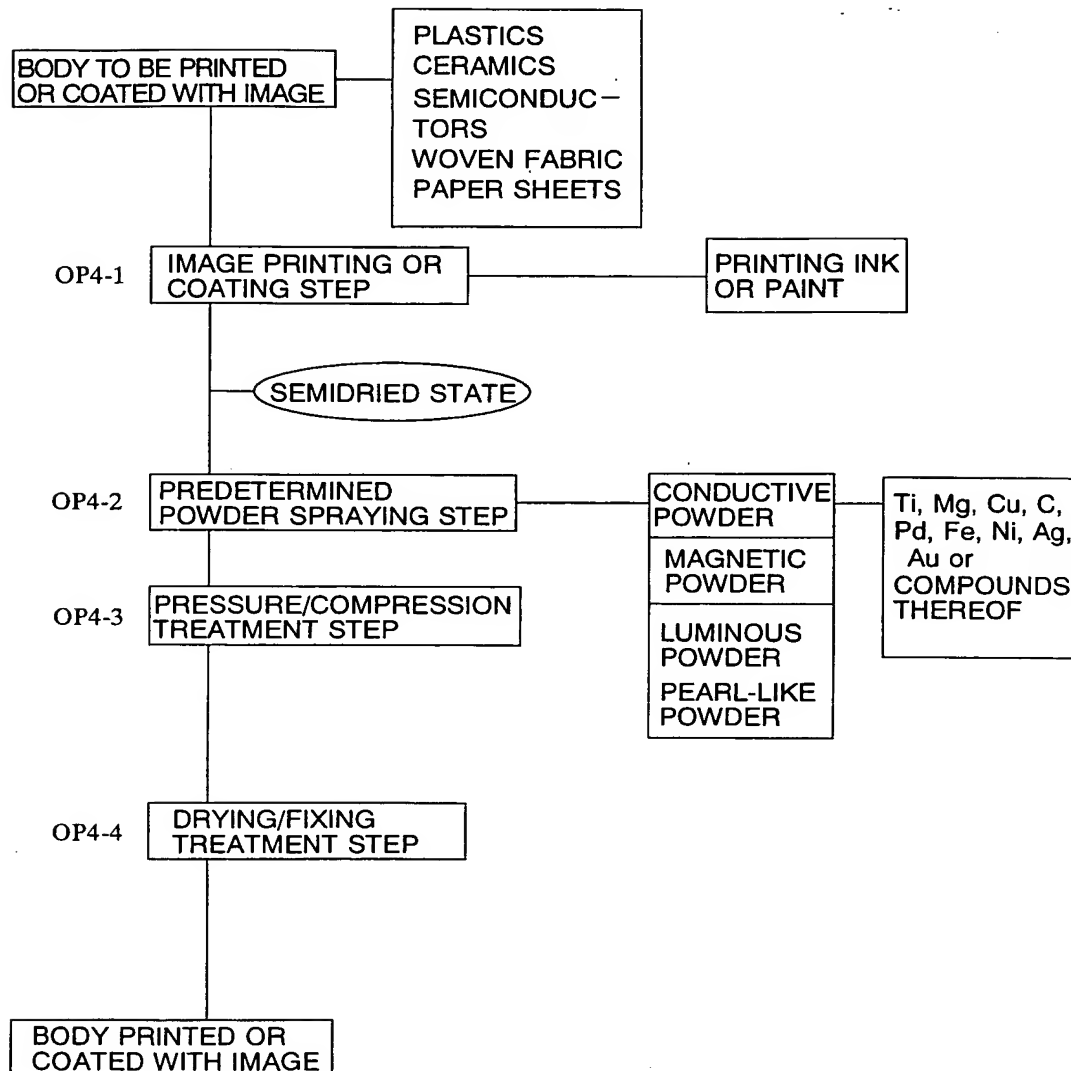 BODY TO BE PRINTED
OR COATED WITH IMAGE
PLASTICS
CERAMICS
SEMICONDUC-
TORS
WOVEN FABRIC
PAPER SHEETS
OP4-1
IMAGE PRINTING OR
COATING STEP
PRINTING INK
OR PAINT
SEMIDRIED STATE
OP4-2
PREDETERMINED
POWDER SPRAYING STEP
CONDUCTIVE
POWDER
MAGNETIC
POWDER
LUMINOUS
POWDER
PEARL-LIKE
POWDER
Ti, Mg, Cu, C,
Pd, Fe, Ni, Ag,
Au or
COMPOUNDS
THEREOF
OP4-3
PRESSURE/COMPRESSION
TREATMENT STEP
OP4-4
DRYING/FIXING
TREATMENT STEP
BODY PRINTED OR
COATED WITH IMAGE